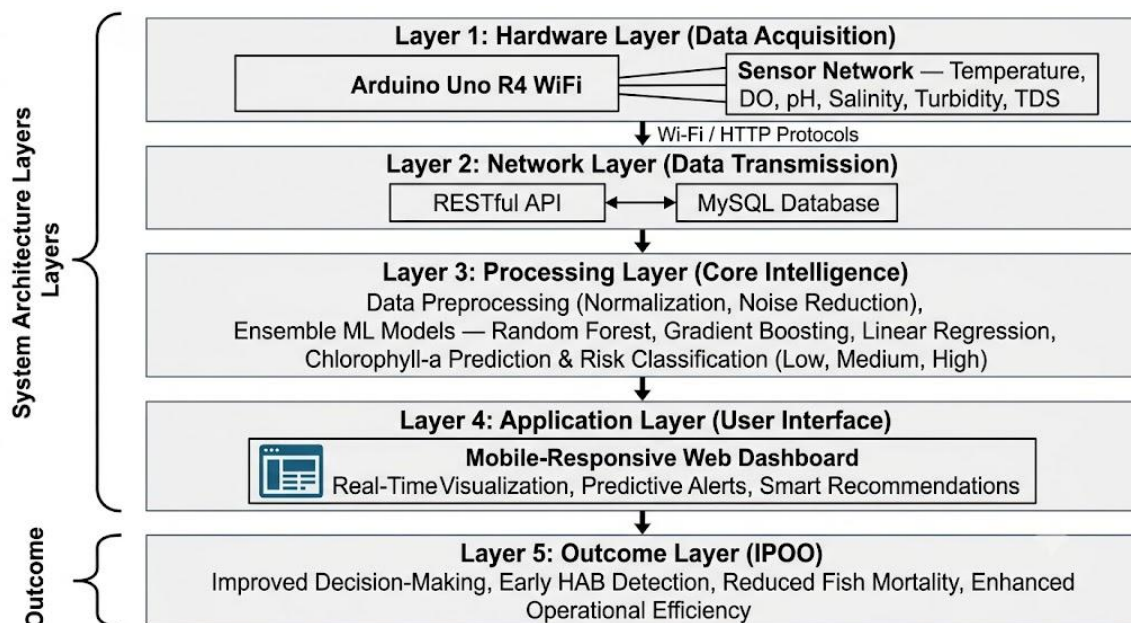 System Architecture Layers
Layers
Layer 1: Hardware Layer (Data Acquisition)
Arduino Uno R4 WiFi
Sensor Network — Temperature,
DO, pH, Salinity, Turbidity, TDS
Wi-Fi / HTTP Protocols
Layer 2: Network Layer (Data Transmission)
RESTful API
MySQL Database
Layer 3: Processing Layer (Core Intelligence)
Data Preprocessing (Normalization, Noise Reduction),
Ensemble ML Models — Random Forest, Gradient Boosting, Linear Regression,
Chlorophyll-a Prediction & Risk Classification (Low, Medium, High)
Layer 4: Application Layer (User Interface)
Mobile-Responsive Web Dashboard
Real-Time Visualization, Predictive Alerts, Smart Recommendations
Outcome
Layer 5: Outcome Layer (IPOO)
Improved Decision-Making, Early HAB Detection, Reduced Fish Mortality, Enhanced
Operational Efficiency